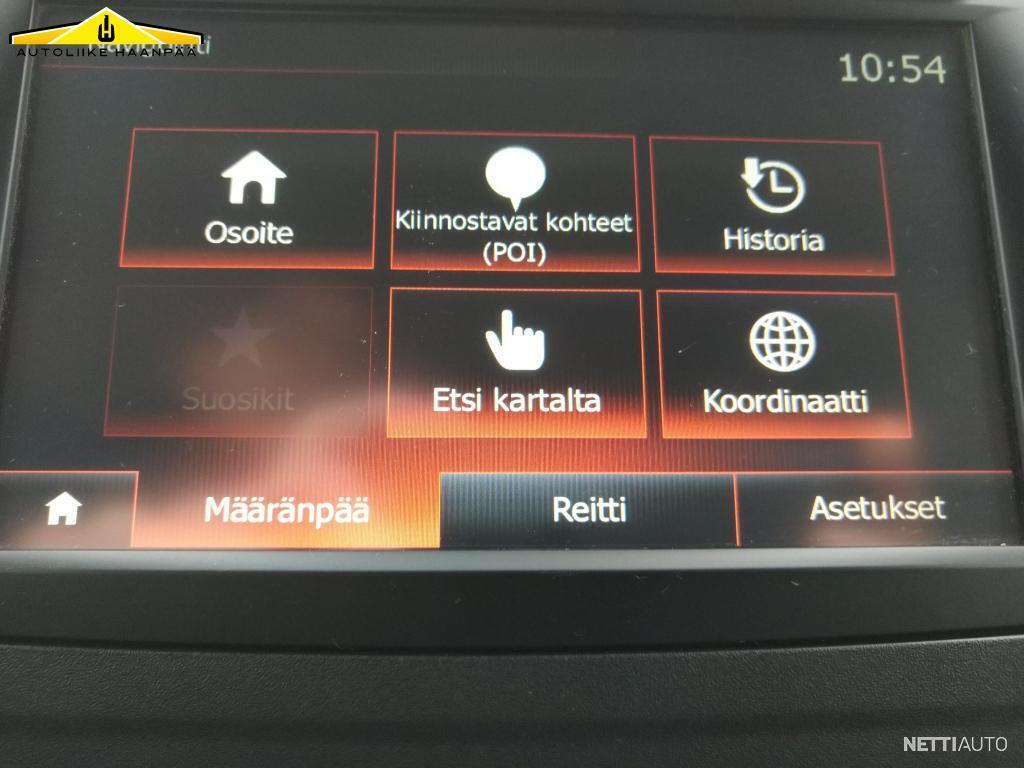 AUTOLIIKE HAANPÄÄ
10:54
Osoite
Kiinnostavat kohteet
(POI)
Historia
Suosikit
Etsi kartalta
Koordinaatti
Määränpää
Reitti
Asetukset
NETTIAUTO